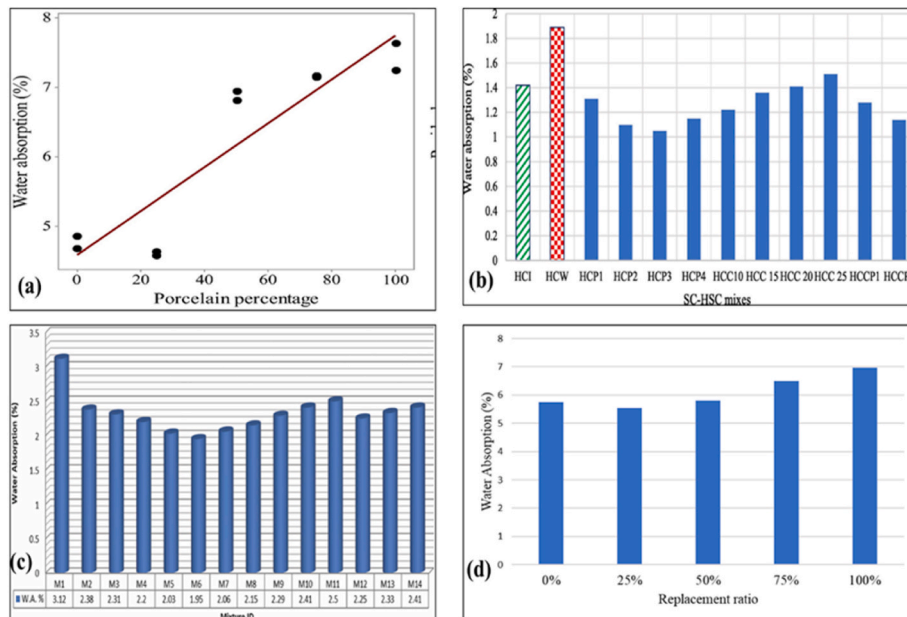 8
7
6
5
Water absorption (%)
0 20 40 60 80 100
Porcelain percentage
(a)
2
1.8
1.6
1.4
1.2
1
0.8
0.6
0.4
0.2
0
Water absorption (%)
HCI HCW HCP1 HCP2 HCP3 HCP4 HCC10 HCC 15 HCC 20 HCC 25 HCCP1
SC-HSC mixes
(b)
3.5
3
2.5
2
1.5
1
0.5
0
Water Absorption (%)
(c)
M1 M2 M3 M4 M5 M6 M7 M8 M9 M10 M11 M12 M13 M14
W.A. % 3.12 2.38 2.31 2.2 2.03 1.95 2.06 2.15 2.29 2.41 2.5 2.25 2.33 2.41
Mixture ID
8
7
6
5
4
3
2
1
0
Water Absorption (%)
0% 25% 50% 75% 100%
Replacement ratio
(d)